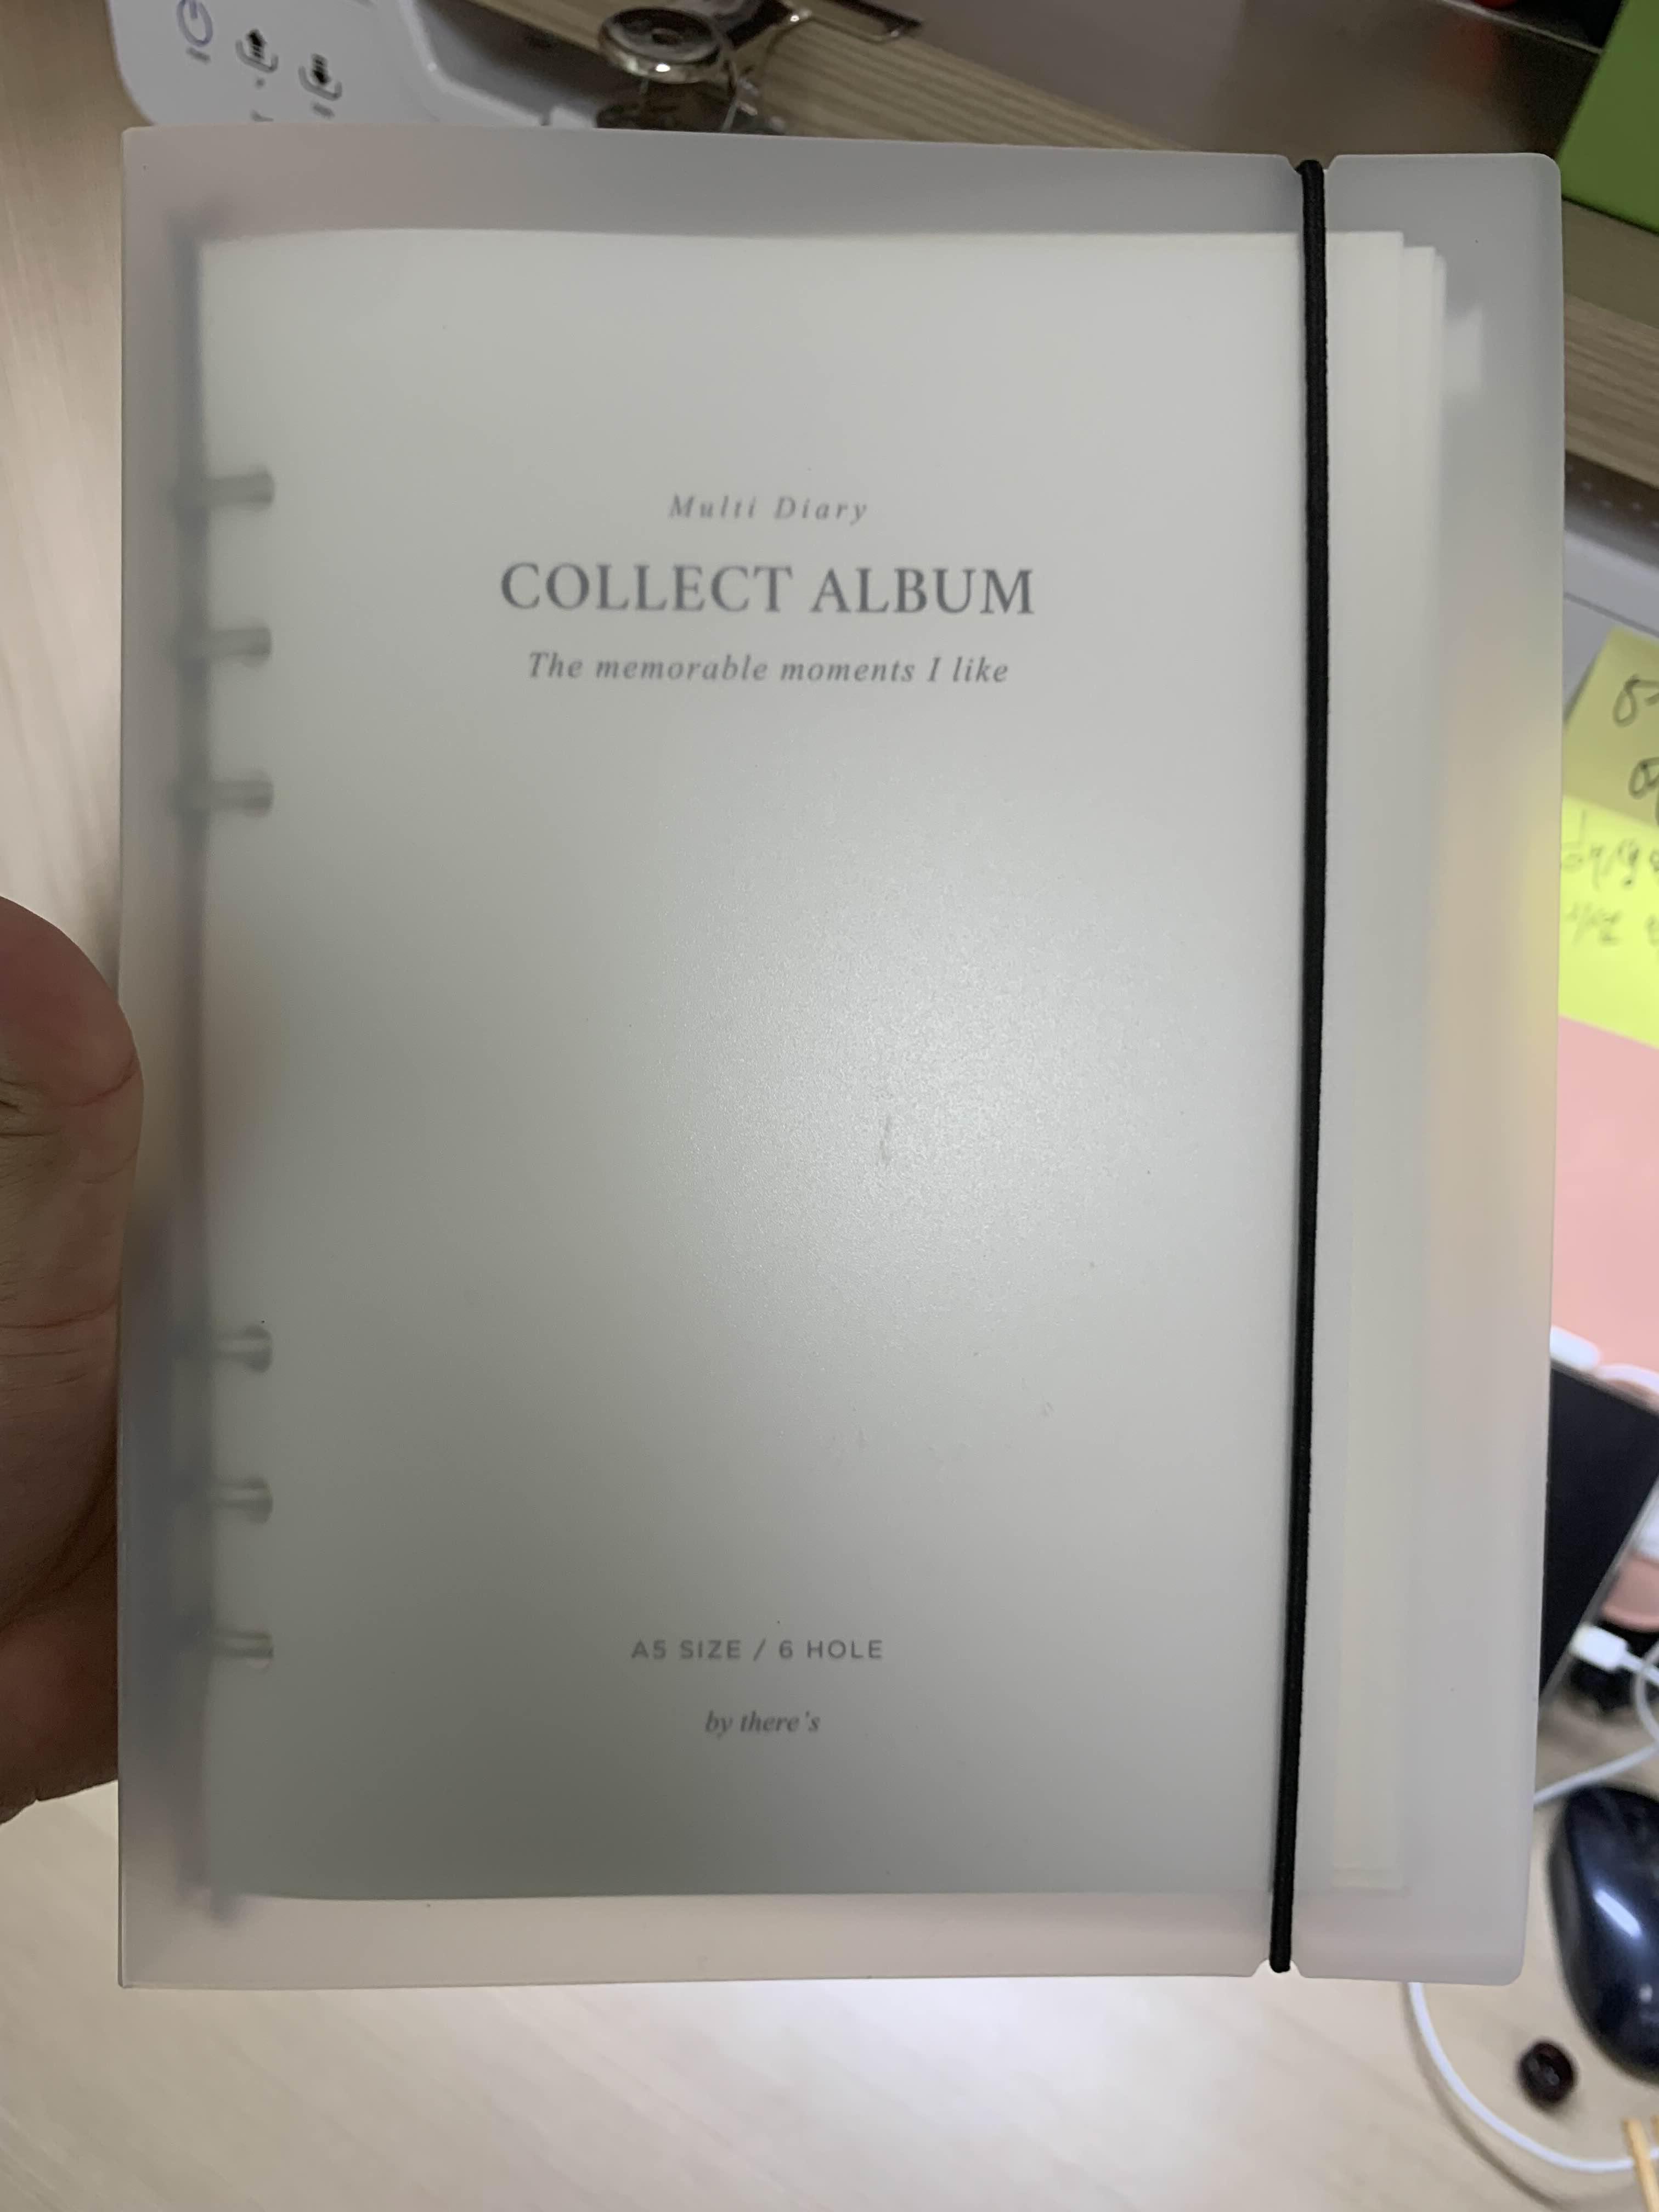 Multi Diary
COLLECT ALBUM
The memorable moments I like
A5 SIZE / 6 HOLE
by there's